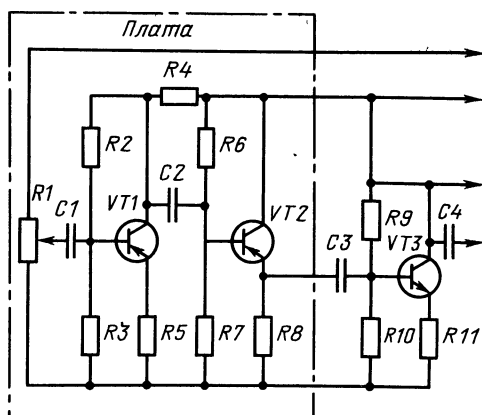 Плата
R4
R2
R6
C2
R1
C1
VT1
VT2
C3
R9
VT3
C4
R3
R5
R7
R8
R10
R11